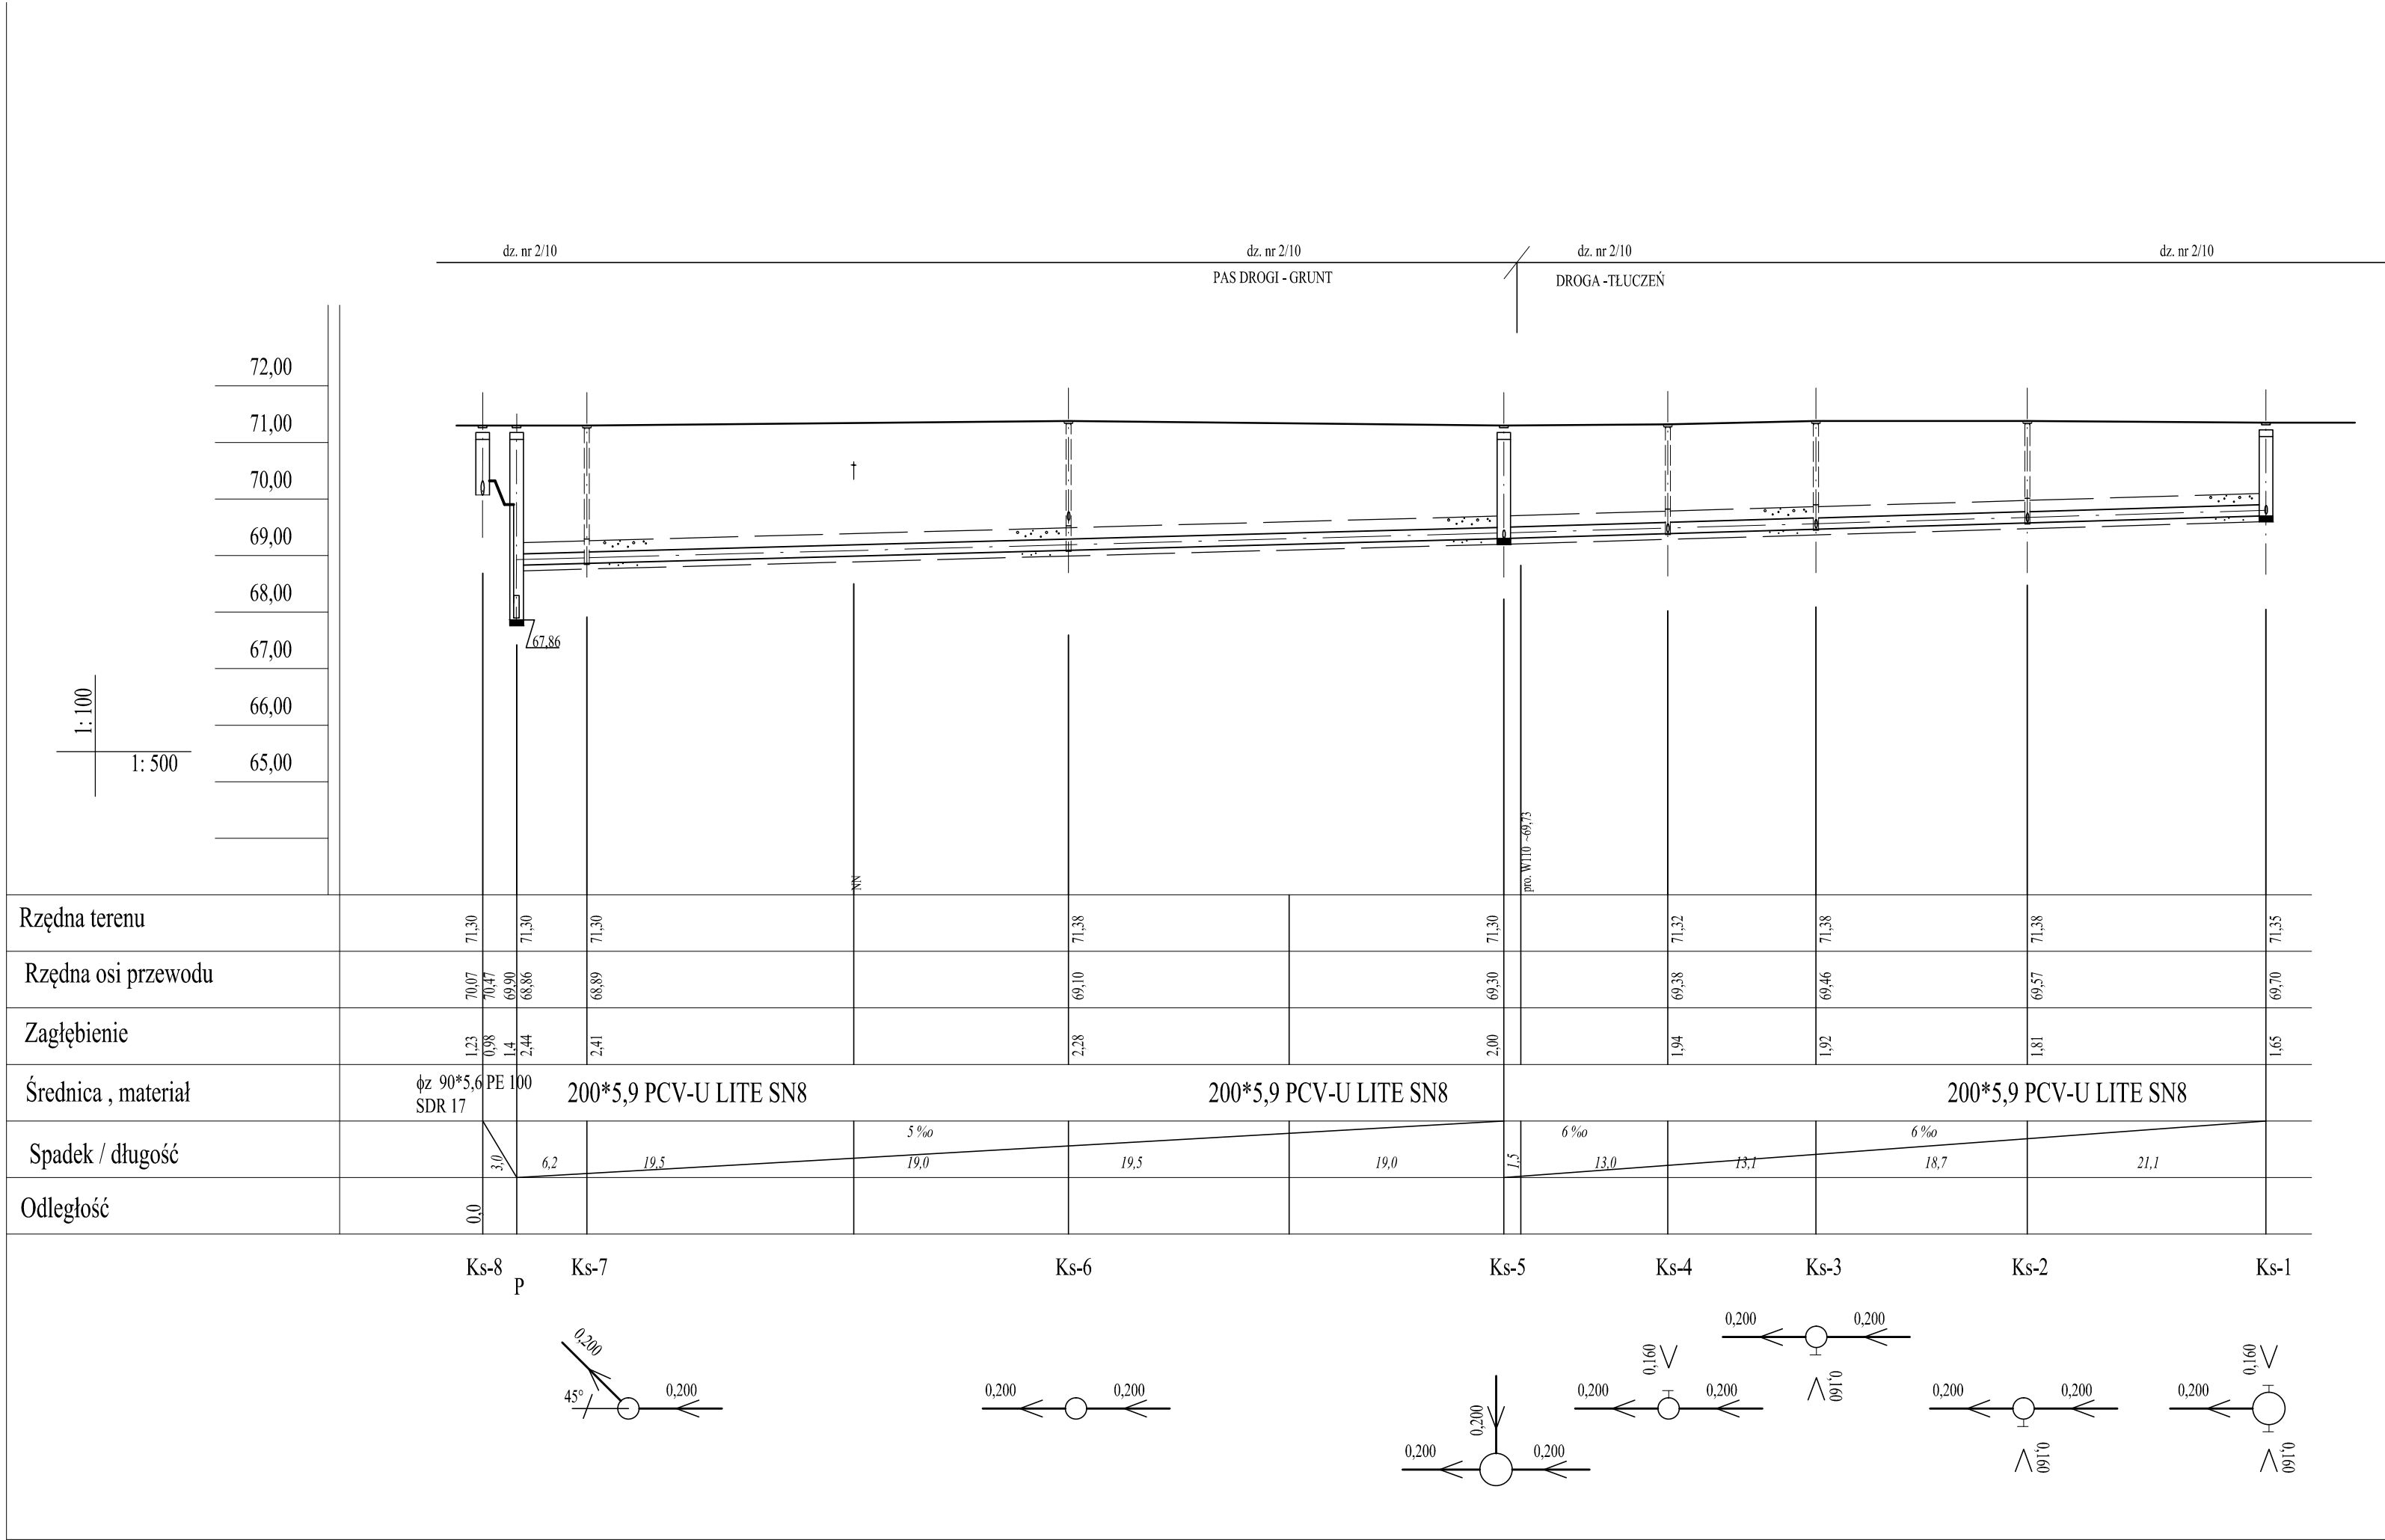 dz. nr 2/10 dz. nr 2/10 dz. nr 2/10 dz. nr 2/10
PAS DROGI - GRUNT DROGA -TŁUCZEŃ
72,00
71,00
70,00
69,00
68,00
67,00
66,00
65,00
67,86
1: 100
1: 500
NN
pro. W110 ~69,73
Rzędna terenu 71,30 71,30 71,30 71,38 71,30 71,32 71,38 71,38 71,35
Rzędna osi przewodu 70,07 70,47 69,90 68,86 68,89 69,10 69,30 69,38 69,46 69,57 69,70
Zagłębienie 1,23 0,98 1,4 2,44 2,41 2,28 2,00 1,94 1,92 1,81 1,65
Średnica , materiał ϕz 90*5,6 PE 100
SDR 17
200*5,9 PCV-U LITE SN8 200*5,9 PCV-U LITE SN8 200*5,9 PCV-U LITE SN8
5 ‰ 6 ‰ 6 ‰
Spadek / długość 3,0 6,2 19,5 19,0 19,5 19,0 1,5 13,0 13,1 18,7 21,1
Odległość 0,0
Ks-8 P Ks-7 Ks-6 Ks-5 Ks-4 Ks-3 Ks-2 Ks-1
0,200
45°
0,200
0,200 0,200
0,200
0,200 0,200
0,160
0,200 0,200
0,200 0,200
0,160
0,200 0,200
0,160
0,160
0,200
0,160